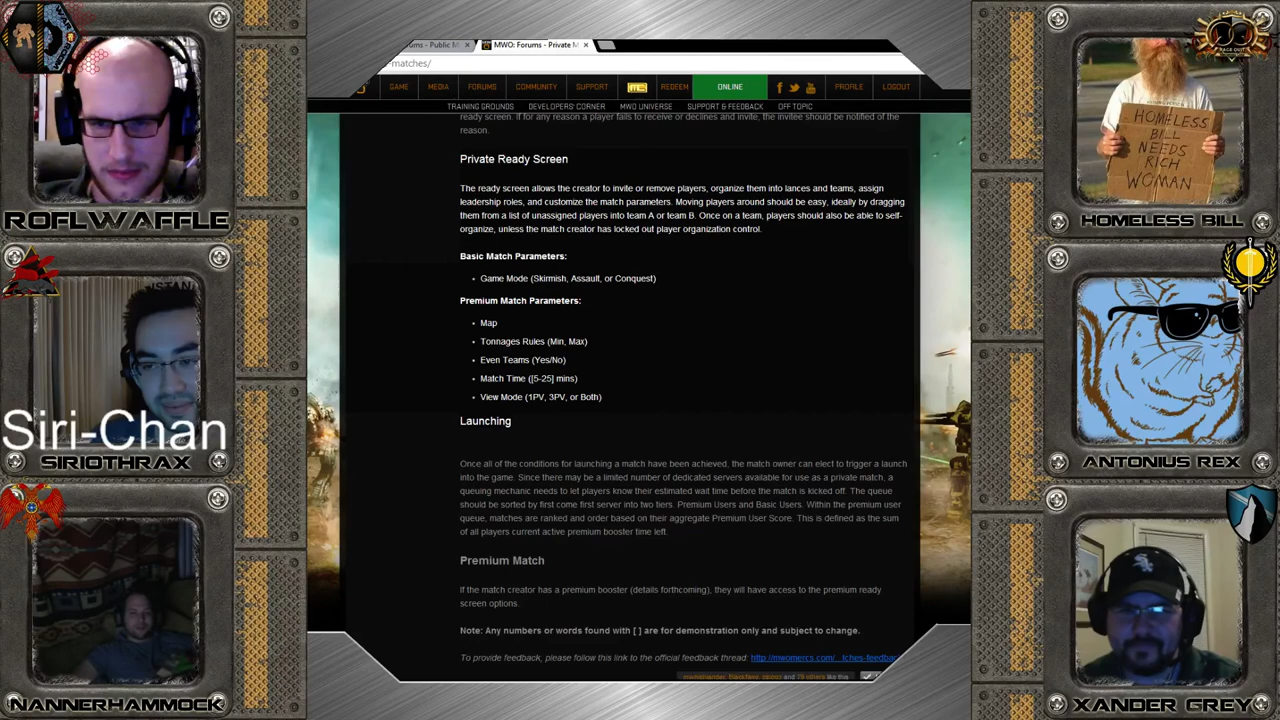 ROFLWAFFLE
Siri-Chan
SIRIOTHRAX
NANNERHAMMOCK
rums - Public M
MWO: Forums - Private M
-matches/
GAME MEDIA FORUMS COMMUNITY SUPPORT REDEEM ONLINE PROFILE LOGOUT
TRAINING GROUNDS DEVELOPERS' CORNER MWO UNIVERSE SUPPORT & FEEDBACK OFF TOPIC
ready screen. If for any reason a player fails to receive or declines and invite, the invitee should be notified of the
reason.
Private Ready Screen
The ready screen allows the creator to invite or remove players, organize them into lances and teams, assign
leadership roles, and customize the match parameters. Moving players around should be easy, ideally by dragging
them from a list of unassigned players into team A or team B. Once on a team, players should also be able to self-
organize, unless the match creator has locked out player organization control.
Basic Match Parameters:
• Game Mode (Skirmish, Assault, or Conquest)
Premium Match Parameters:
• Map
• Tonnages Rules (Min, Max)
• Even Teams (Yes/No)
• Match Time ([5-25] mins)
• View Mode (1PV, 3PV, or Both)
Launching
Once all of the conditions for launching a match have been achieved, the match owner can elect to trigger a launch
into the game. Since there may be a limited number of dedicated servers available for use as a private match, a
queuing mechanic needs to let players know their estimated wait time before the match is kicked off. The queue
should be sorted by first come first server into two tiers. Premium Users and Basic Users. Within the premium user
queue, matches are ranked and order based on their aggregate Premium User Score. This is defined as the sum
of all players current active premium booster time left.
Premium Match
If the match creator has a premium booster (details forthcoming), they will have access to the premium ready
screen options.
Note: Any numbers or words found with [ ] are for demonstration only and subject to change.
To provide feedback, please follow this link to the official feedback thread: http://mwomercs.com/_tches-feedbac
HOMELESS
BILL
NEEDS
RICH
WOMAN
HOMELESS BILL
ANTONIUS REX
XANDER GREY